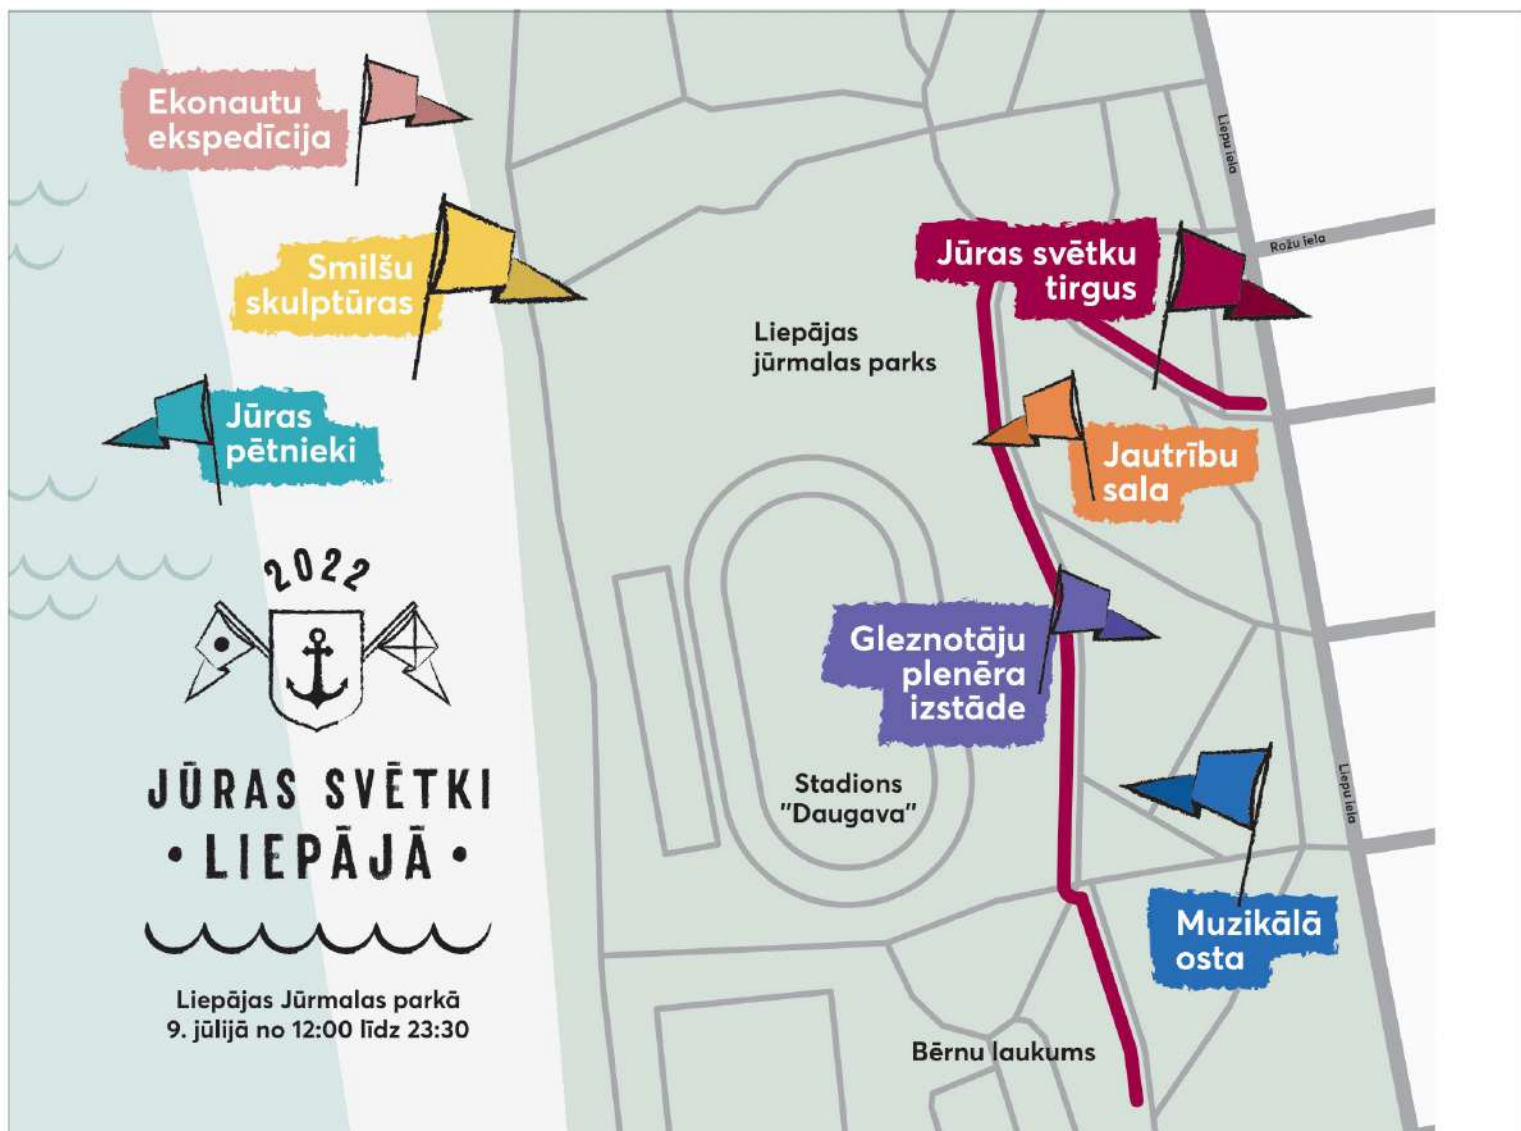 Ekonautu
ekspedīcija
Liepu iela
Smilšu
skulptūras
Jūras svētku
tirgus
Rožu iela
Liepājas
jūrmalas parks
Jūras
pētnieki
Jautrību
sala
2022
Gleznotāju
plenēra
izstāde
JŪRAS SVĒTKI
• LIEPĀJĀ •
Stadions
"Daugava"
Liepu iela
Muzikālā
osta
Liepājas Jūrmalas parkā
9. jūlijā no 12:00 līdz 23:30
Bērnu laukums